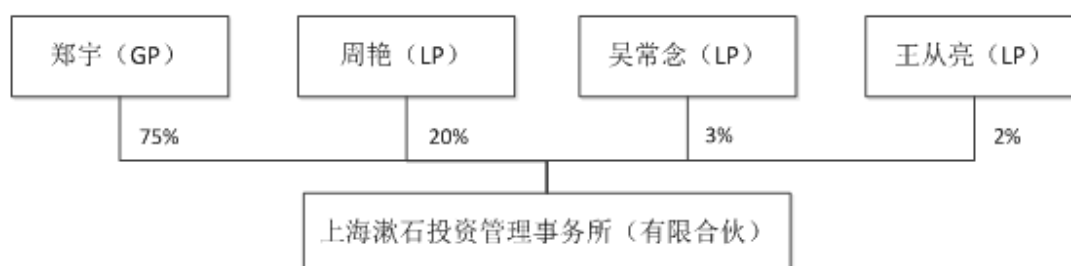 郑宇（GP）
周艳（LP）
吴常念（LP）
王从亮（LP）
75%
20%
3%
2%
上海漱石投资管理事务所（有限合伙）